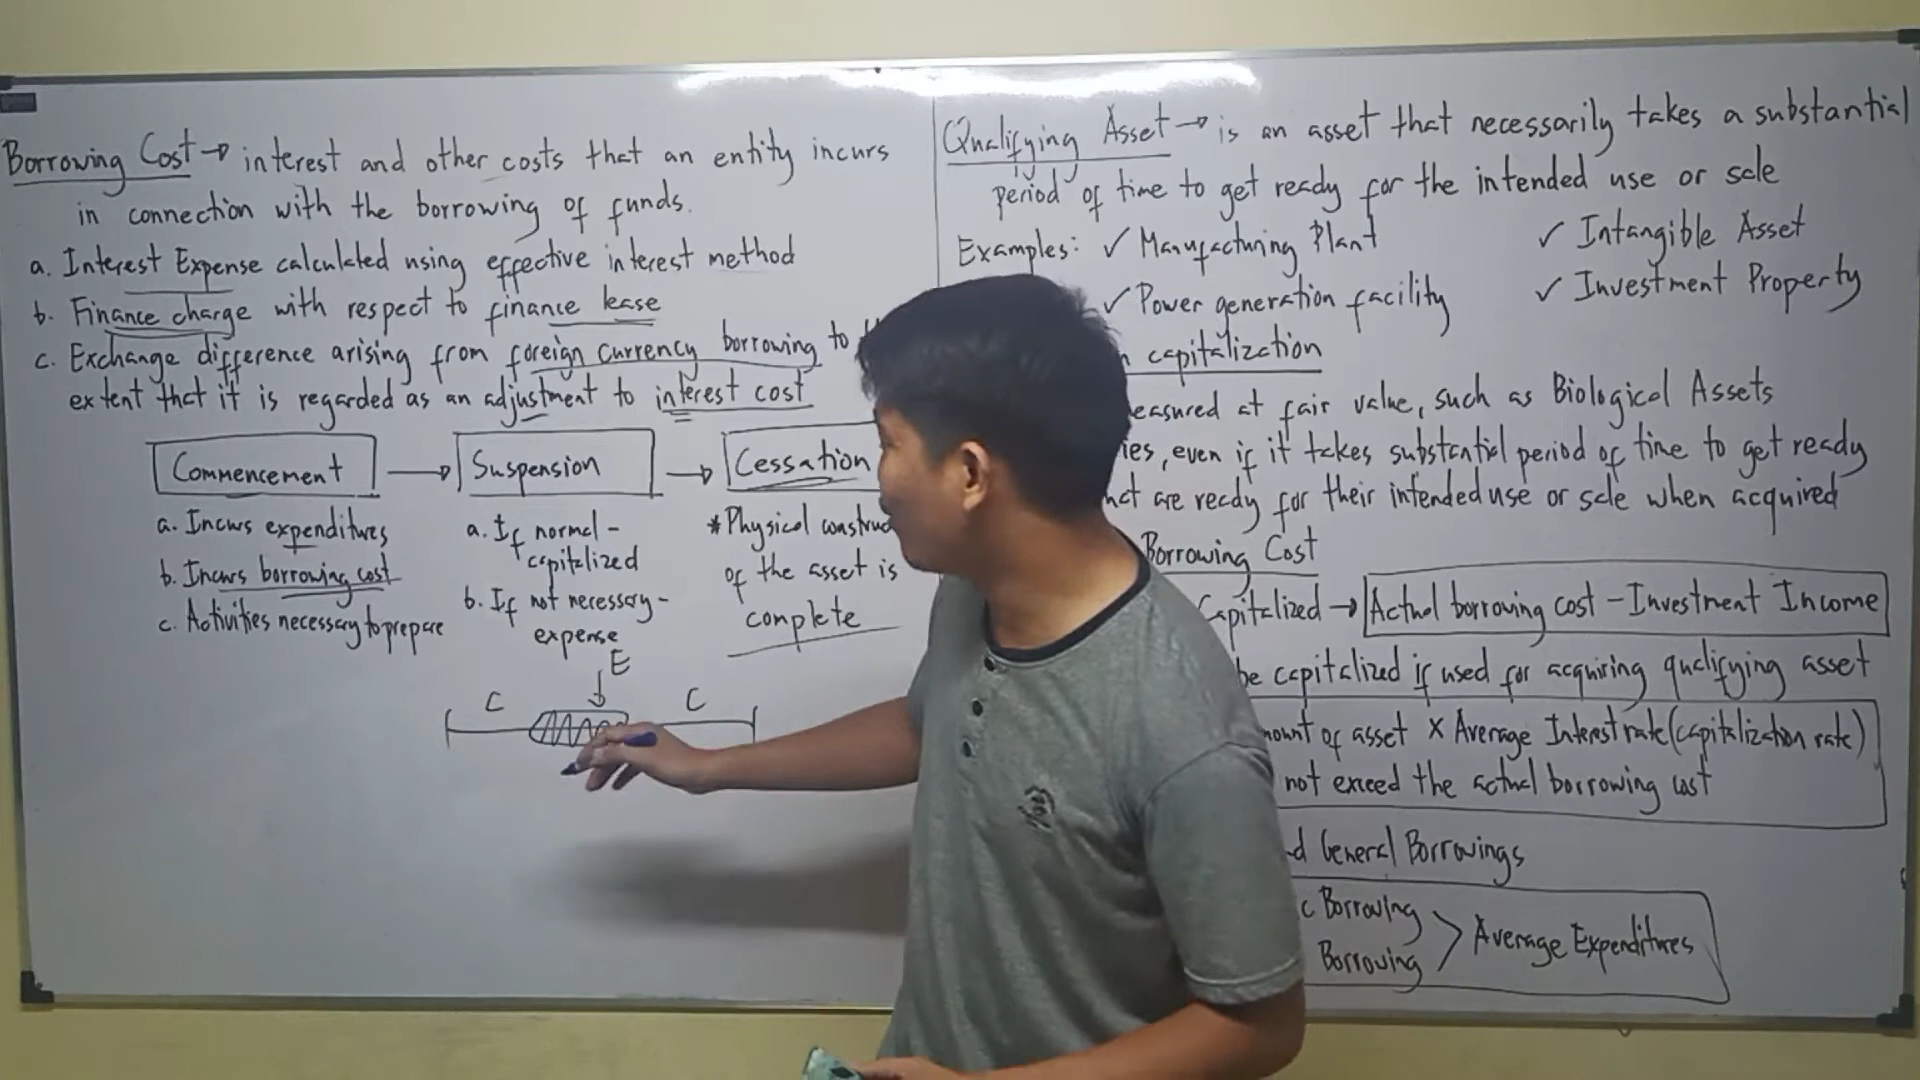 Borrowing Cost → interest and other costs that an entity incurs
in connection with the borrowing of funds.
a. Interest Expense calculated using effective interest method
b. Finance charge with respect to finance lease
c. Exchange difference arising from foreign currency borrowing to
extent that it is regarded as an adjustment to interest cost
Commencement → Suspension → Cessation
a. Incurs expenditures
b. Incurs borrowing cost
c. Activities necessary to prepare
a. If normal -
capitalized
b. If not necessary -
expense
*Physical construc
of the asset is
complete
E
C C
Qualifying Asset → is an asset that necessarily takes a substantial
period of time to get ready for the intended use or sale
Examples: ✓ Manufacturing Plant ✓ Intangible Asset
✓ Power generation facility ✓ Investment Property
capitalization
easured at fair value, such as Biological Assets
ies, even if it takes substantial period of time to get ready
are ready for their intended use or sale when acquired
Borrowing Cost
Capitalized → Actual borrowing cost - Investment Income
be capitalized if used for acquiring qualifying asset
mount of asset x Average Interest rate (capitalization rate)
not exceed the actual borrowing cost
d General Borrowings
c Borrowing
Borrowing > Average Expenditures